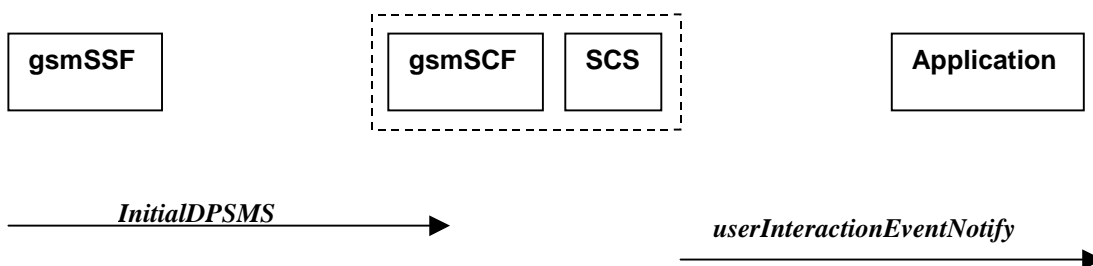 gsmSSF
gsmSCF
SCS
Application
InitialDPSMS
userInteractionEventNotify